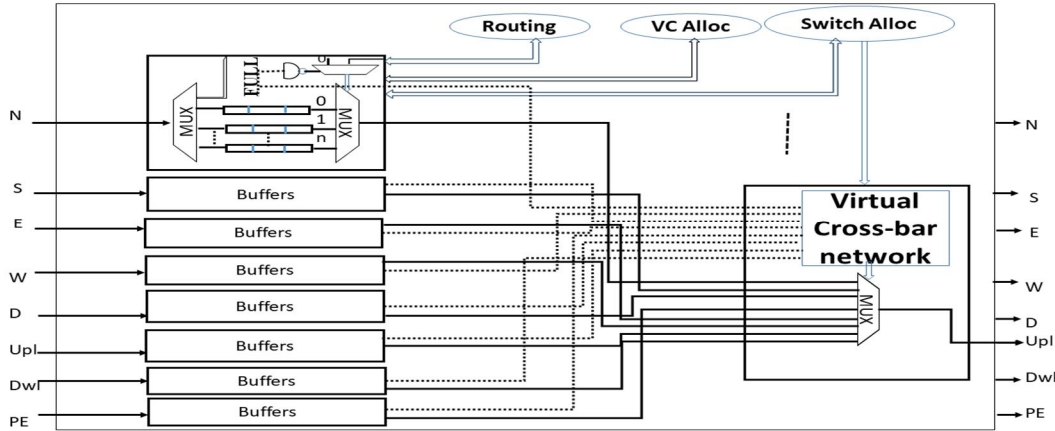 Routing
VC Alloc
Switch Alloc
FULL
0
MUX
MUX
0
1
n
N
S
E
W
D
Upl
Dwl
PE
Buffers
Buffers
Buffers
Buffers
Buffers
Buffers
Buffers
Virtual
Cross-bar
network
MUX
N
S
E
W
D
Upl
Dwl
PE